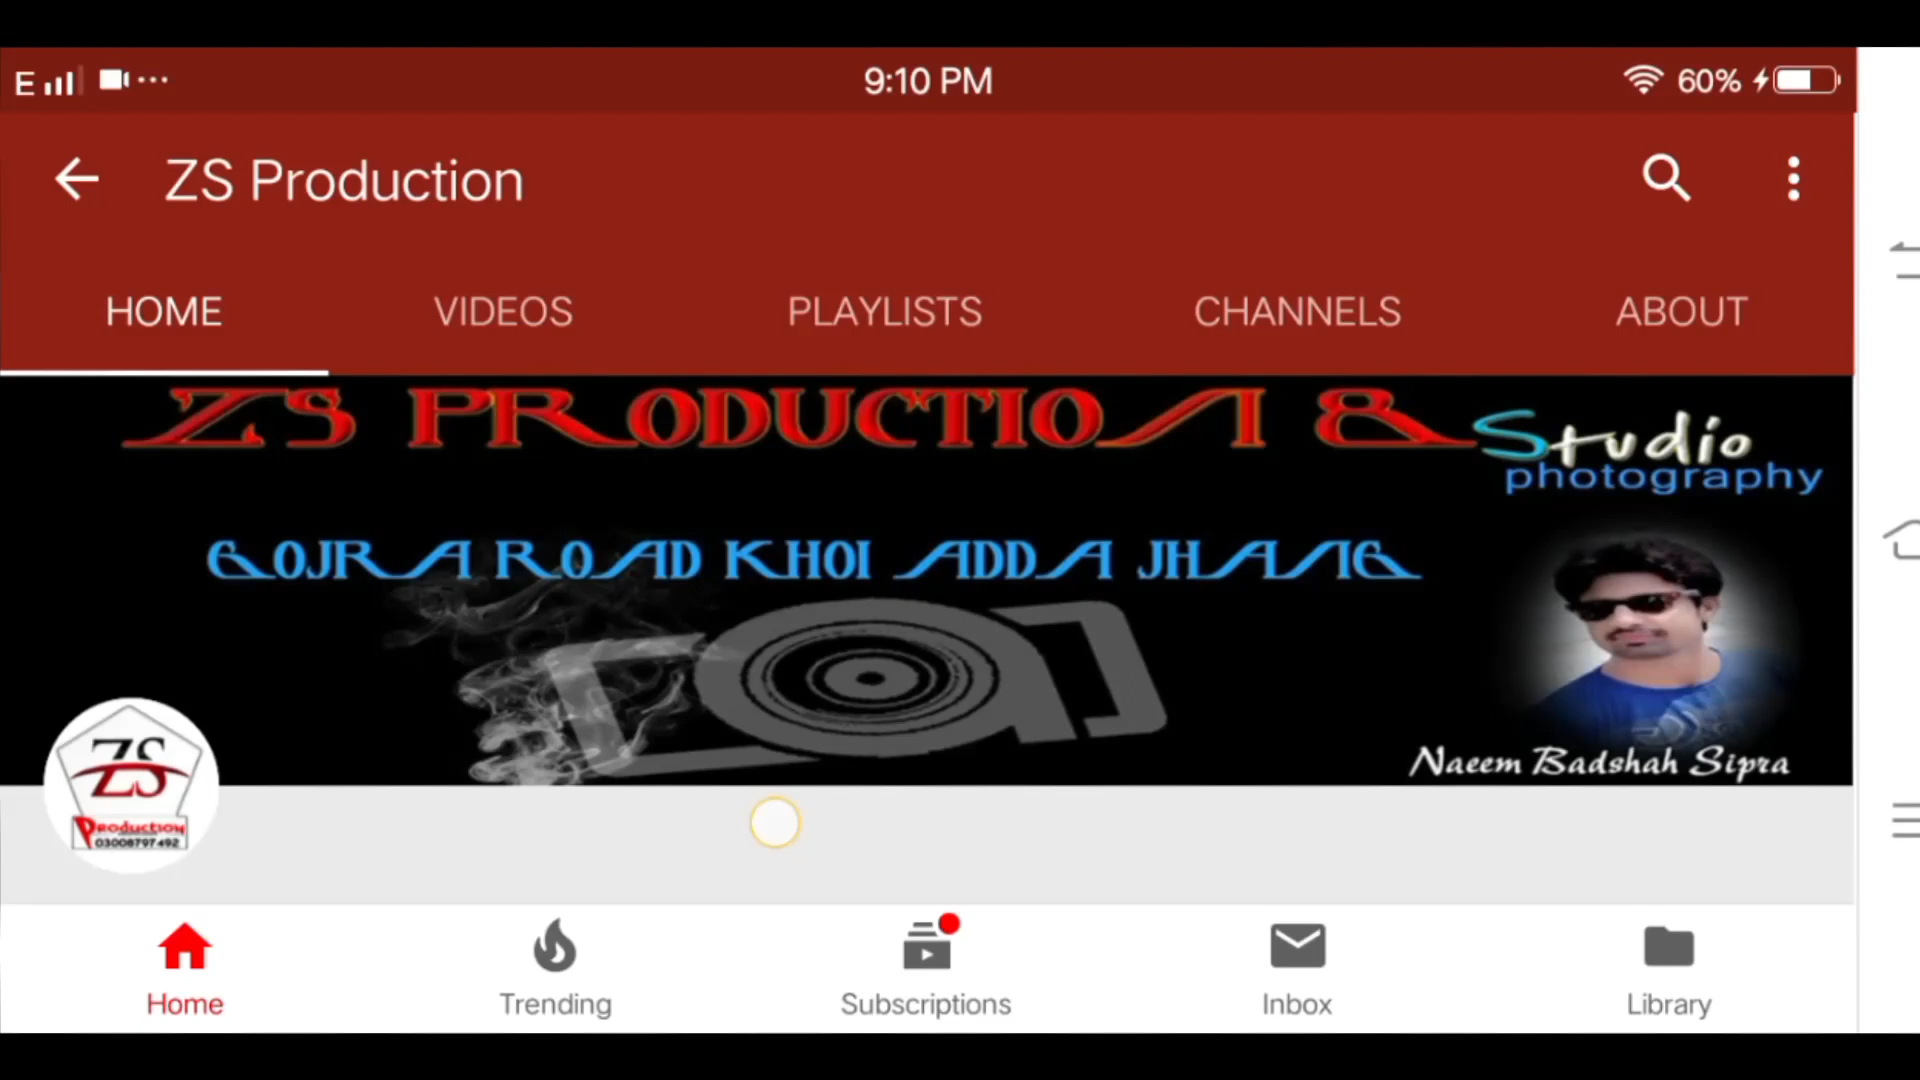 E 9:10 PM 60%
ZS Production
HOME VIDEOS PLAYLISTS CHANNELS ABOUT
ZS PRODUCTION & Studio
photography
GOJRA ROAD KHOI ADDA JHANG
Naeem Badshah Sipra
ZS
Production
03008797492
Home Trending Subscriptions Inbox Library